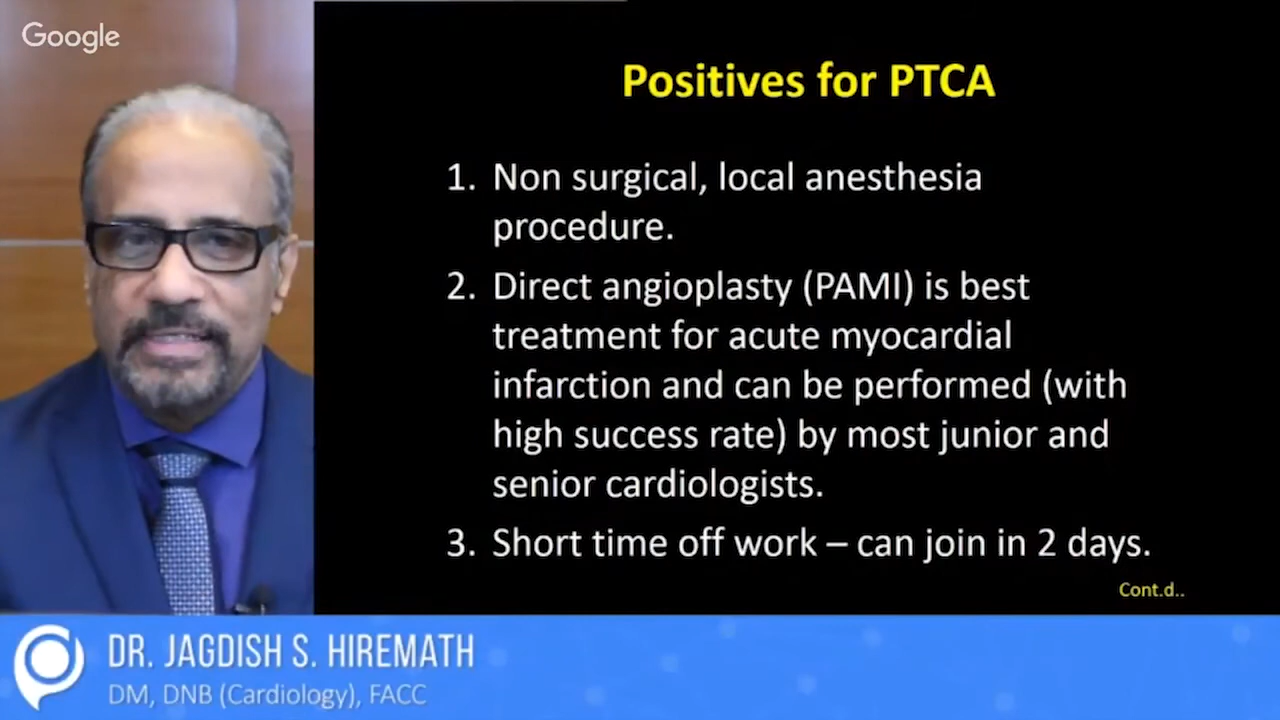 Google
Positives for PTCA
1. Non surgical, local anesthesia
procedure.
2. Direct angioplasty (PAMI) is best
treatment for acute myocardial
infarction and can be performed (with
high success rate) by most junior and
senior cardiologists.
3. Short time off work – can join in 2 days.
Cont.d..
DR. JAGDISH S. HIREMATH
DM, DNB (Cardiology), FACC